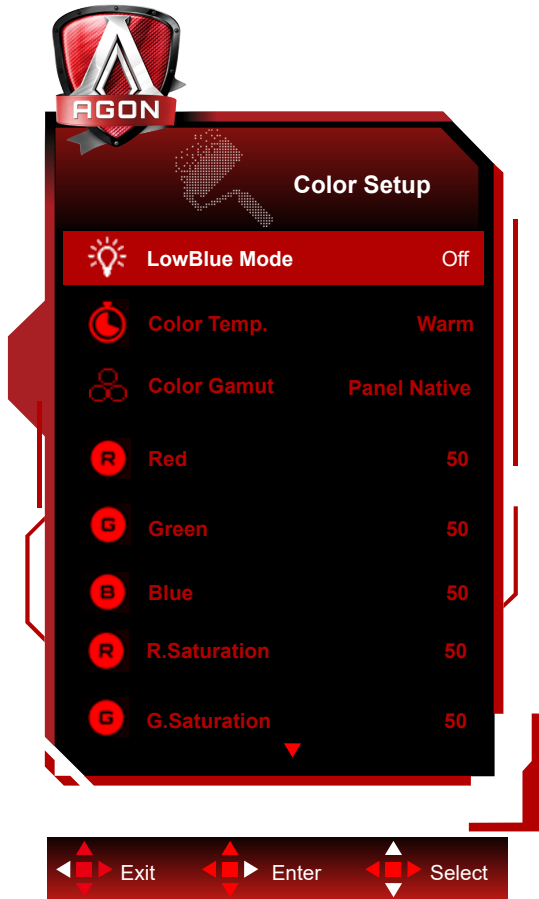 AGON
Color Setup
LowBlue Mode Off
Color Temp. Warm
Color Gamut Panel Native
R Red 50
G Green 50
B Blue 50
R R.Saturation 50
G G.Saturation 50
Exit Enter Select